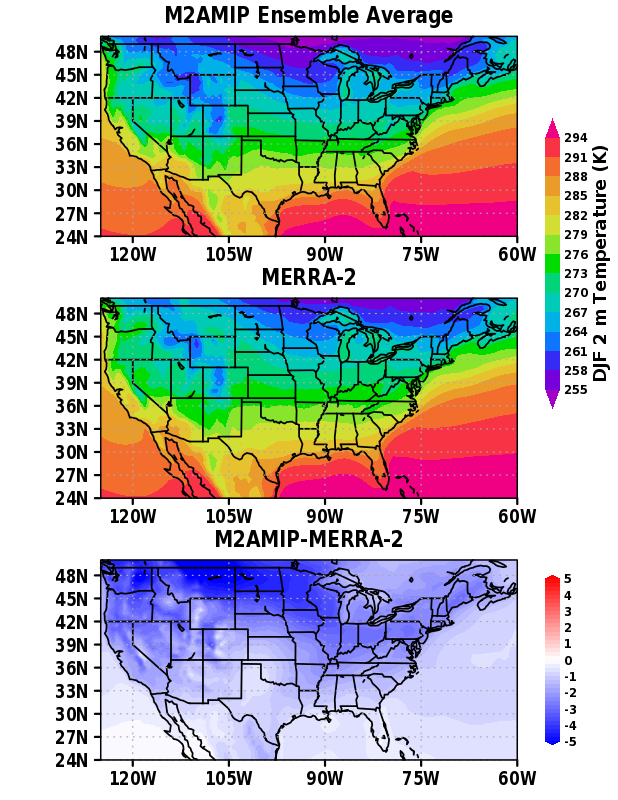 M2AMIP Ensemble Average
48N
45N
42N
39N
36N
33N
30N
27N
24N
120W 105W 90W 75W 60W
MERRA-2
48N
45N
42N
39N
36N
33N
30N
27N
24N
120W 105W 90W 75W 60W
294
291
288
285
282
279
276
273
270
267
264
261
258
255
DJF 2 m Temperature (K)
M2AMIP-MERRA-2
48N
45N
42N
39N
36N
33N
30N
27N
24N
120W 105W 90W 75W 60W
5
4
3
2
1
0
-1
-2
-3
-4
-5